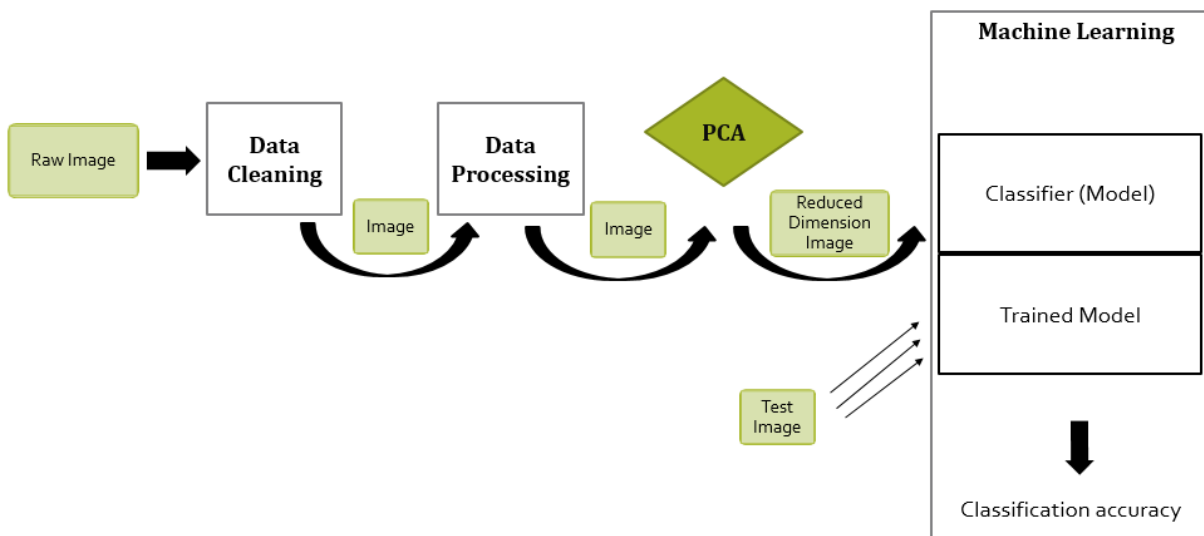 Machine Learning
Raw Image
Data
Cleaning
Image
Data
Processing
Image
PCA
Reduced
Dimension
Image
Classifier (Model)
Trained Model
Test
Image
Classification accuracy